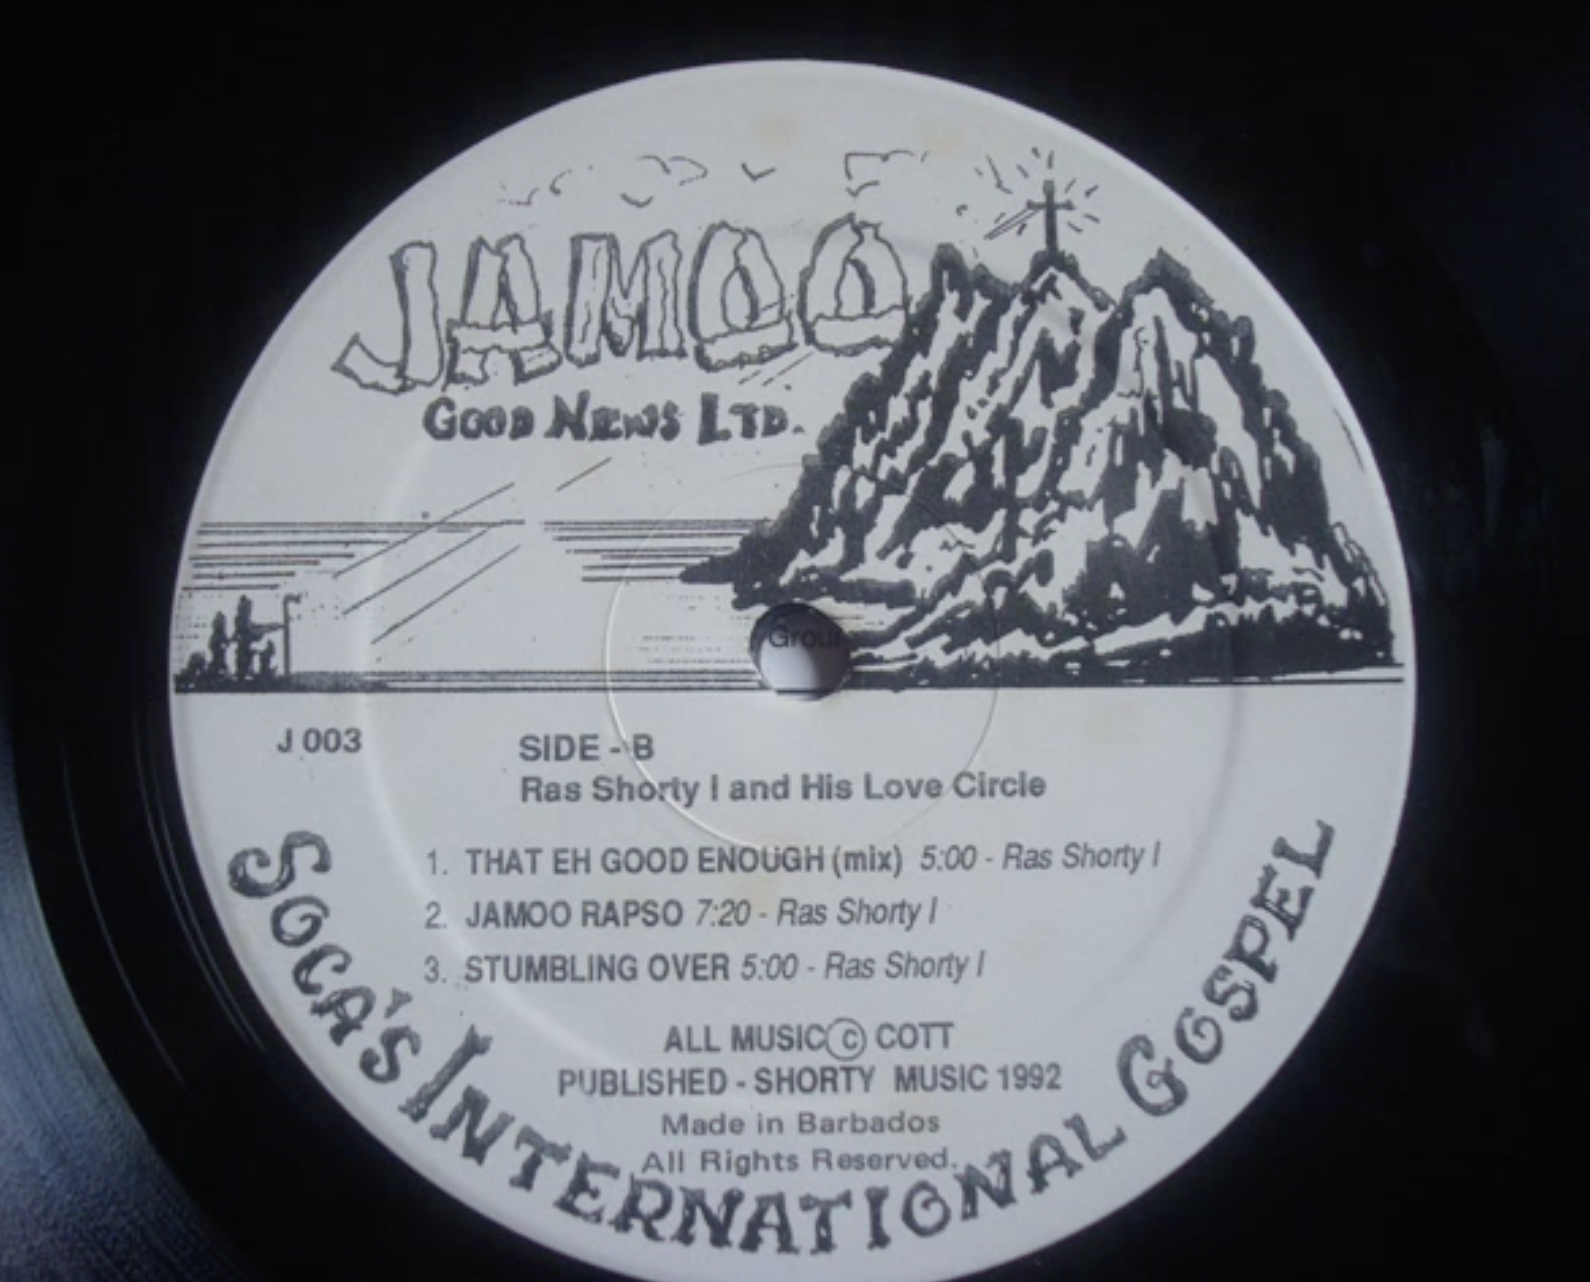 JAMOO
GOOD NEWS LTD.
J 003
SIDE - B
Ras Shorty I and His Love Circle
1. THAT EH GOOD ENOUGH (mix) 5:00 - Ras Shorty I
2. JAMOO RAPSO 7:20 - Ras Shorty I
3. STUMBLING OVER 5:00 - Ras Shorty I
ALL MUSIC © COTT
PUBLISHED - SHORTY MUSIC 1992
Made in Barbados
All Rights Reserved.
SOCA'S INTERNATIONAL GOSPEL